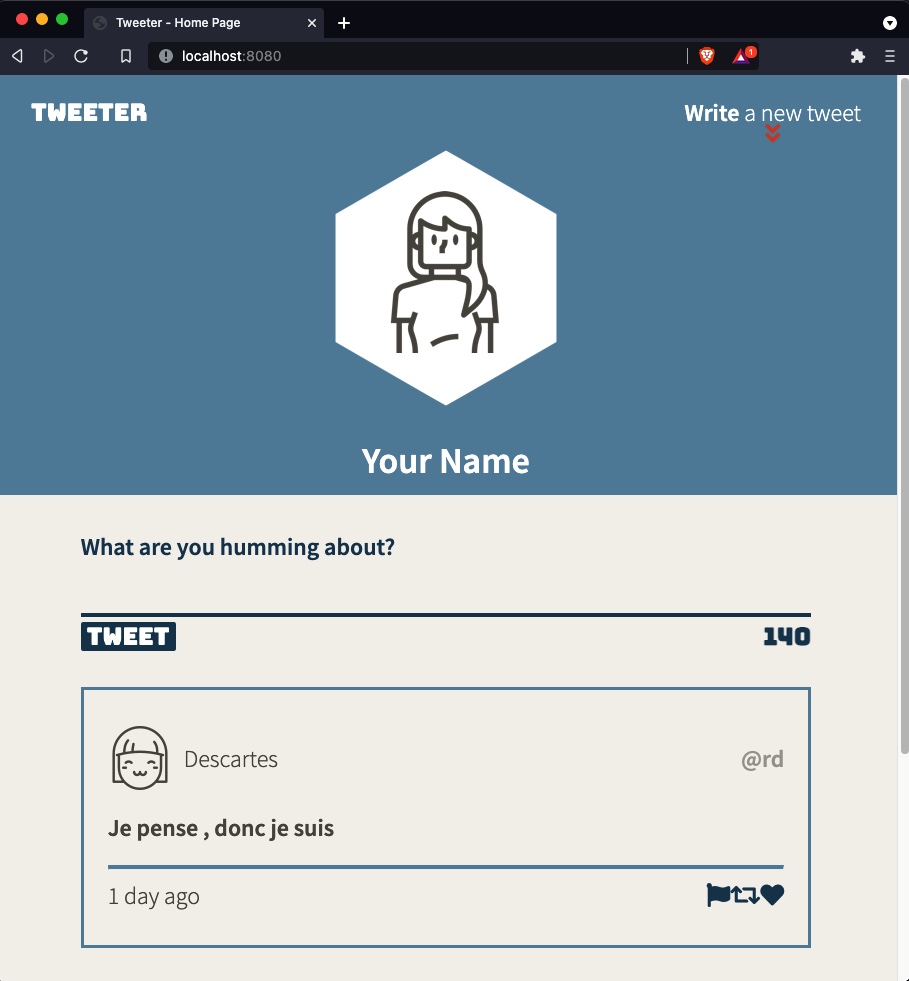 Tweeter - Home Page
localhost:8080
1
TWEETER
Write a new tweet
Your Name
What are you humming about?
TWEET
140
Descartes
@rd
Je pense , donc je suis
1 day ago